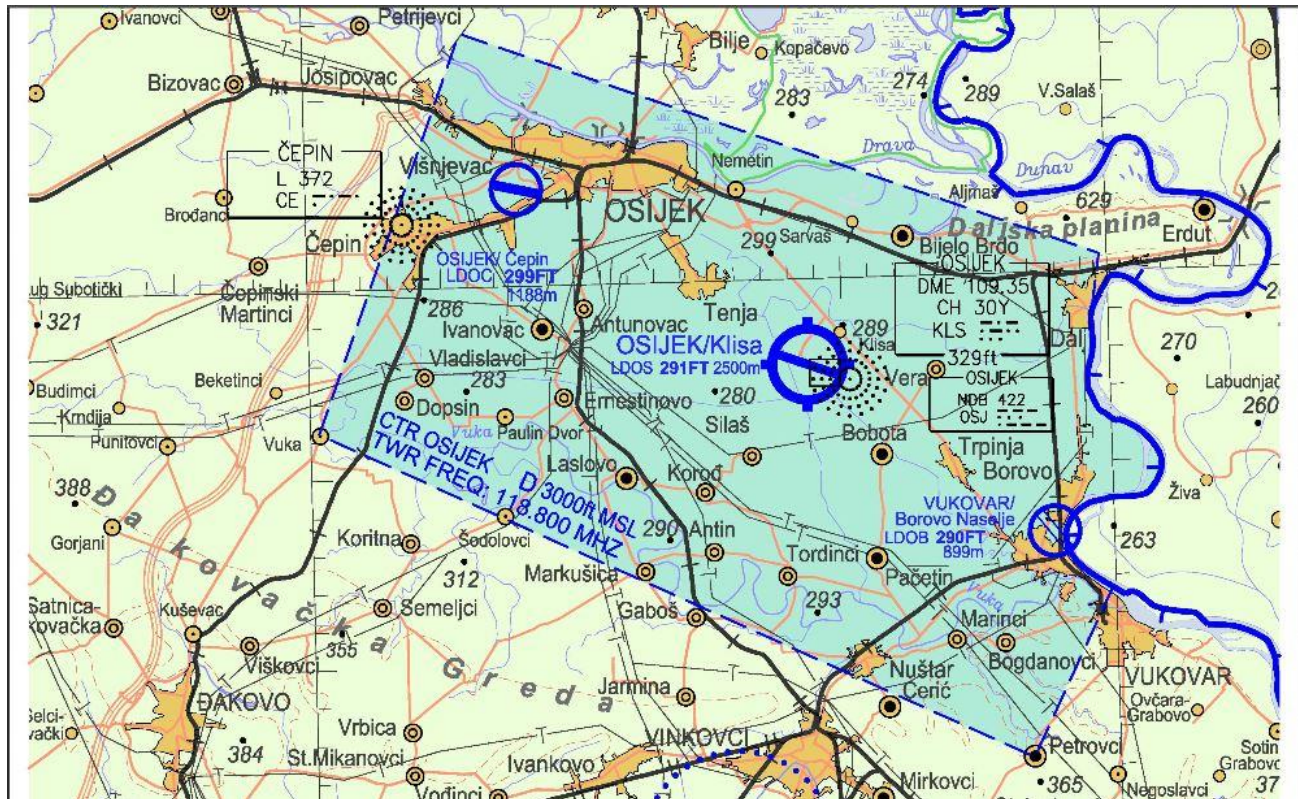 Ivanovci
Petrijevci
Bilje
Kopačevo
274
289
V.Salaš
Bizovac
Josipovac
283
Drava
Dunav
ČEPIN
L 372
CE
Višnjevac
Nemetin
Aljmaš
629
Brođanc
OSIJEK
Sarvaš
Daljska planina
Erdut
Čepin
299
Bijelo Brdo
OSIJEK/ Čepin
LDOC 299FT
1188m
OSIJEK
DME 109.35
CH 30Y
KLS
329ft
ug Subotički
Čepinski
Martinci
321
286
Ivanovac
Antunovac
Tenja
289
Klisa
Dalj
270
OSIJEK/Klisa
LDOS 291FT 2500m
Vladislavci
283
280
Vera
OSIJEK
NDB 422
OSJ
Budimci
Krndija
Beketinci
Labudnjač
260
Dopsin
Ernestinovo
Punitovci
Vuka
Vuka
Paulin Dvor
Silaš
Bobota
Trpinja
Borovo
CTR OSIJEK
D 3000ft MSL
TWR FREQ: 118.800 MHZ
Laslovo
Korođ
388
Živa
VUKOVAR/
Borovo Naselje
LDOB 290FT
899m
Gorjani
Koritna
Šodolovci
290
Antin
263
Đakovačka Greda
312
Markušica
Tordinci
Pačetin
Satnica-
kovačka
Kuševac
Semeljci
293
Vuka
355
Gaboš
Marinci
Viškovci
Bogdanovci
Nuštar
Cerić
VUKOVAR
Jarmina
ĐAKOVO
Ovčara-
Grabovo
Selci-
vački
384
Vrbica
VINKOVCI
St.Mikanovci
Ivankovo
Petrovci
Sotin
Grabovo
365
Mirkovci
Negoslavci
37
Vođinci